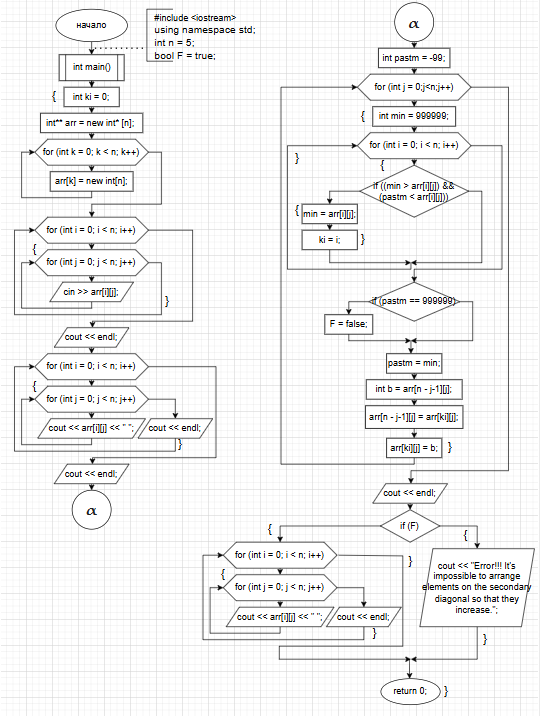 начало
#include <iostream>
using namespace std;
int n = 5;
bool F = true;
int main()
{
int ki = 0;
int** arr = new int* [n];
for (int k = 0; k < n; k++)
arr[k] = new int[n];
for (int i = 0; i < n; i++)
{
for (int j = 0; j < n; j++)
cin >> arr[i][j];
}
cout << endl;
for (int i = 0; i < n; i++)
{
for (int j = 0; j < n; j++)
cout << arr[i][j] << " ";
cout << endl;
}
cout << endl;
α
α
int pastm = -99;
for (int j = 0;j<n;j++)
{
int min = 999999;
for (int i = 0; i < n; i++)
}
{
if ((min > arr[i][j]) &&
(pastm < arr[i][j]))
{
min = arr[i][j];
ki = i;
}
if (pastm == 999999)
F = false;
pastm = min;
int b = arr[n - j-1][j];
arr[n - j-1][j] = arr[ki][j];
arr[ki][j] = b;
}
cout << endl;
if (F)
{
{
for (int i = 0; i < n; i++)
}
{
for (int j = 0; j < n; j++)
cout << arr[i][j] << " ";
cout << endl;
}
cout << "Error!!! It's
impossible to arrange
elements on the secondary
diagonal so that they
increase.";
}
return 0;
}